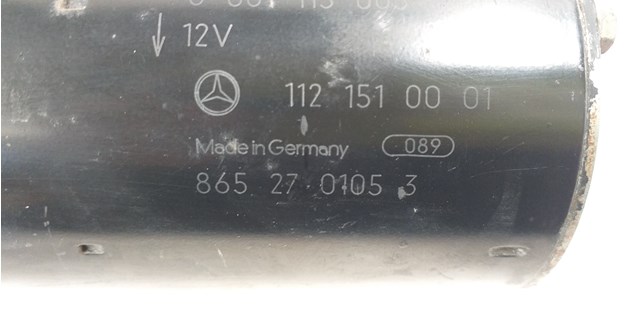 12V
112 151 00 01
Made in Germany 089
865 27 0105 3